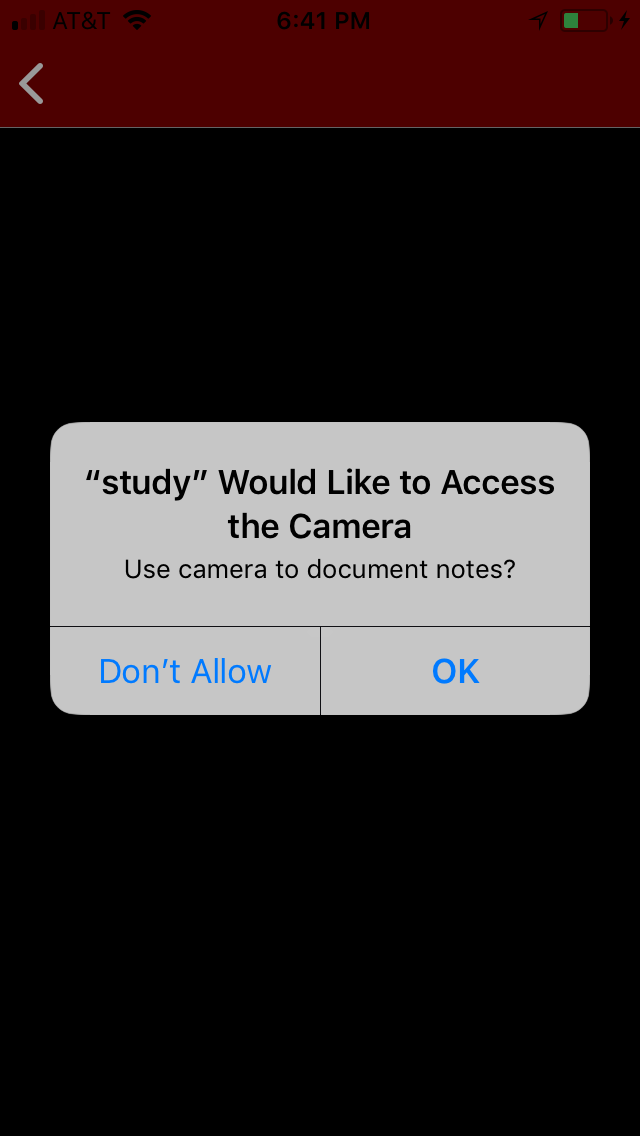 AT&T 6:41 PM
“study” Would Like to Access
the Camera
Use camera to document notes?
Don’t Allow OK